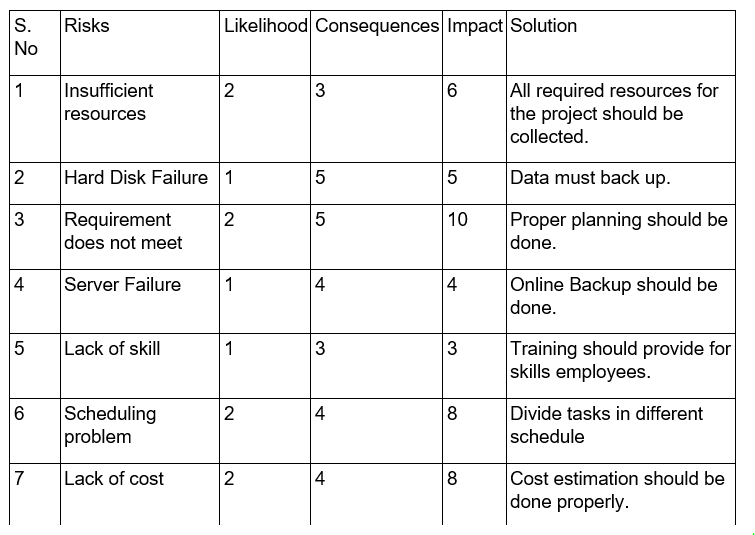 S. No Risks Likelihood Consequences Impact Solution
1 Insufficient resources 2 3 6 All required resources for the project should be collected.
2 Hard Disk Failure 1 5 5 Data must back up.
3 Requirement does not meet 2 5 10 Proper planning should be done.
4 Server Failure 1 4 4 Online Backup should be done.
5 Lack of skill 1 3 3 Training should provide for skills employees.
6 Scheduling problem 2 4 8 Divide tasks in different schedule
7 Lack of cost 2 4 8 Cost estimation should be done properly.